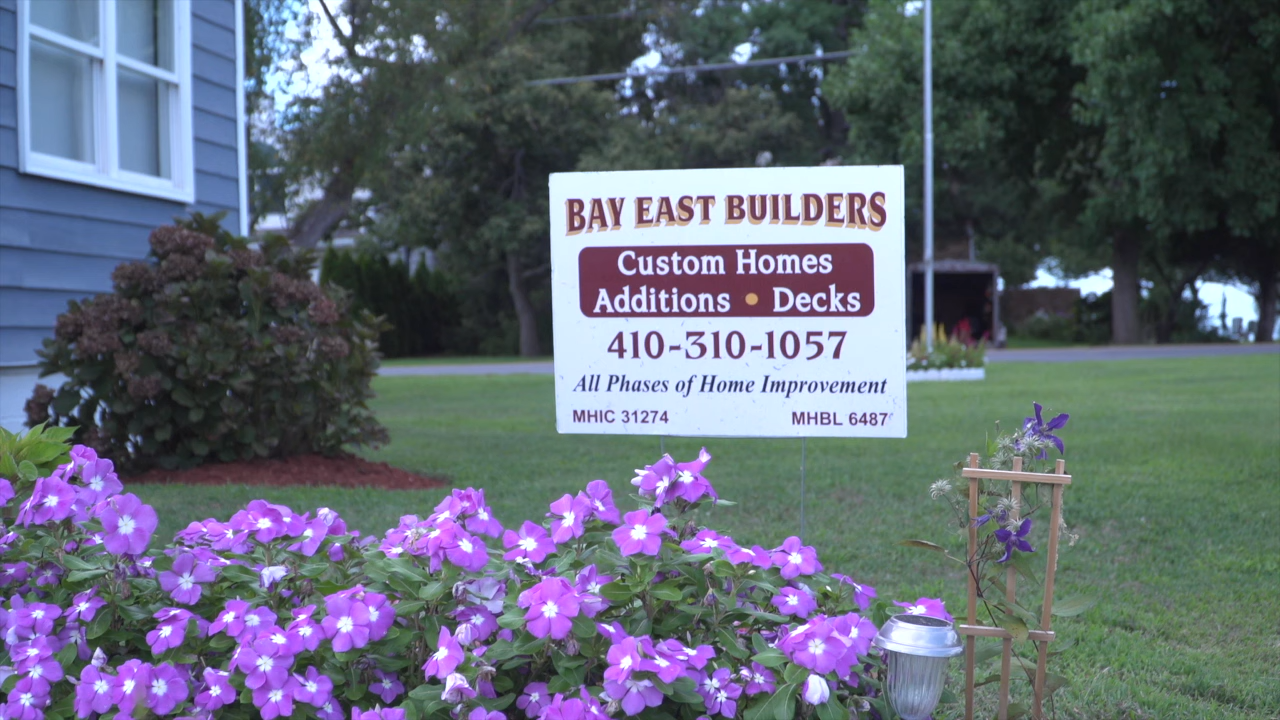 BAY EAST BUILDERS
Custom Homes
Additions • Decks
410-310-1057
All Phases of Home Improvement
MHIC 31274 MHBL 6487